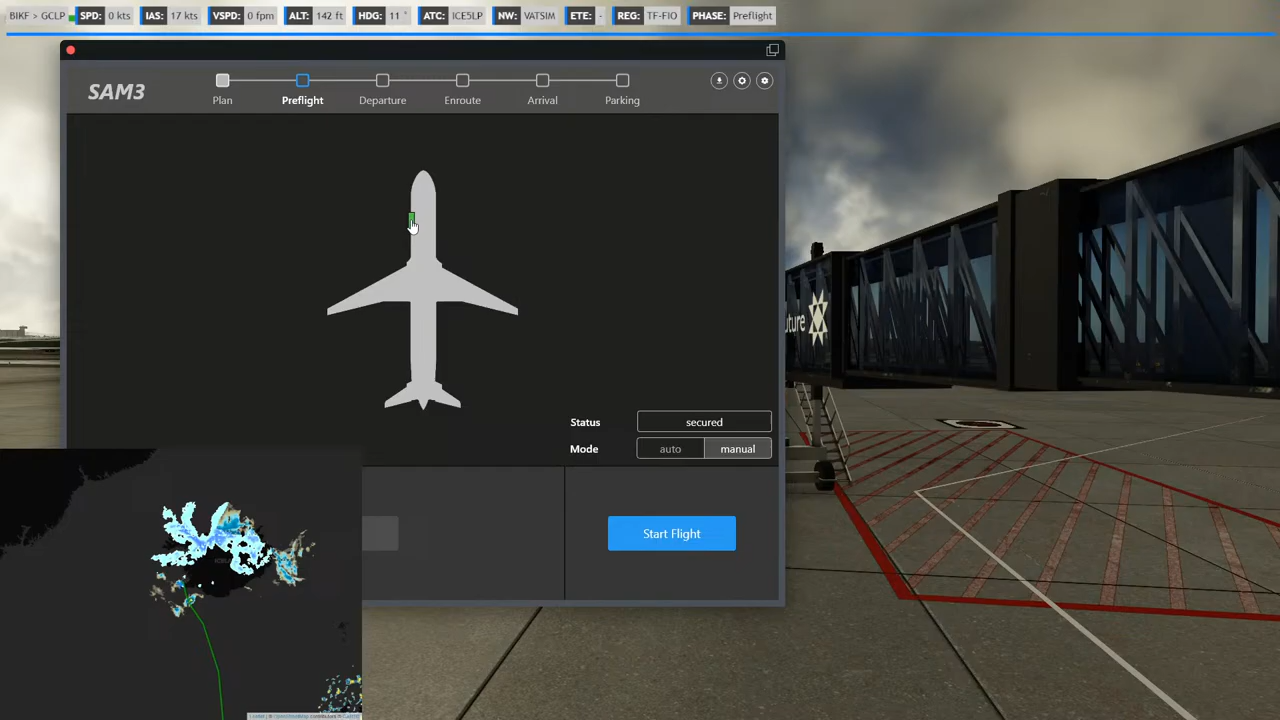 BIKF > GCLP SPD: 0 kts IAS: 17 kts VSPD: 0 fpm ALT: 142 ft HDG: 11 ° ATC: ICE5LP NW: VATSIM ETE: - REG: TF-FIO PHASE: Preflight
SAM3
Plan Preflight Departure Enroute Arrival Parking
uture
Status secured
Mode auto manual
Start Flight